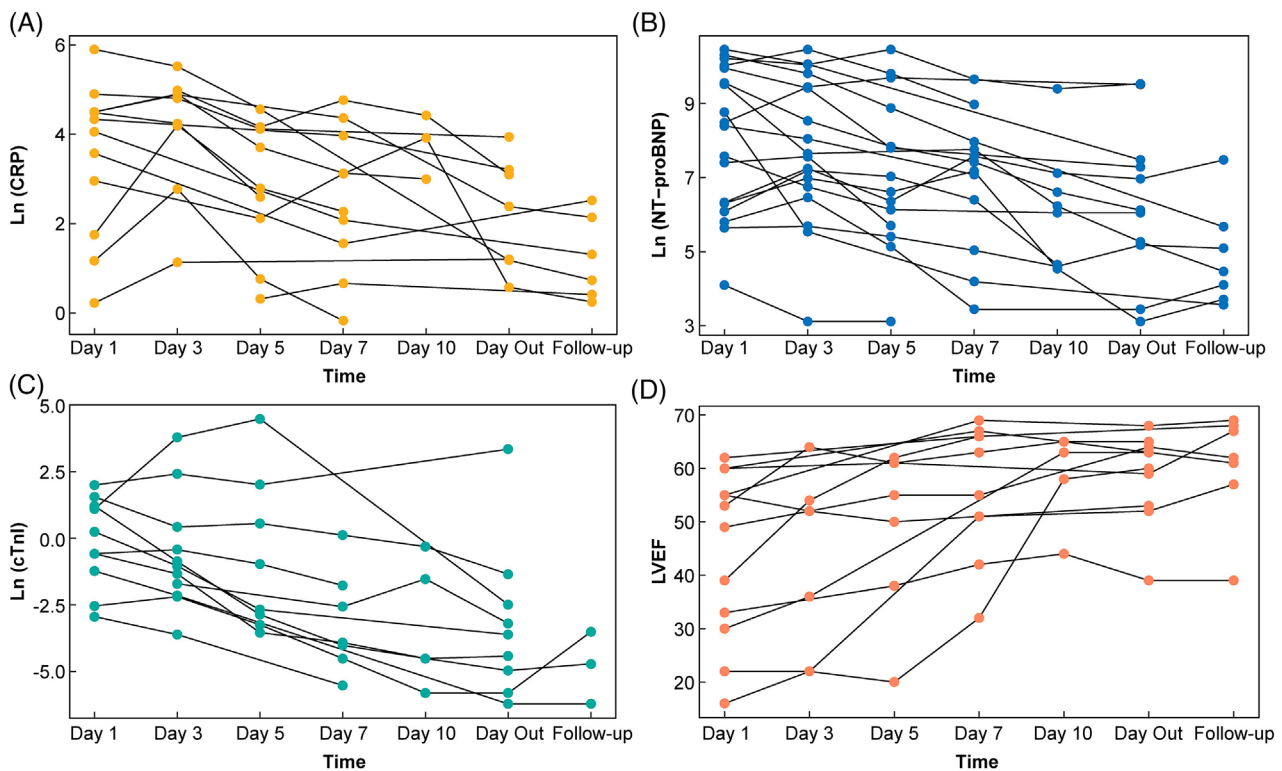 (A)
Ln (CRP)
6
4
2
0
Day 1 Day 3 Day 5 Day 7 Day 10 Day Out Follow-up
Time
(B)
Ln (NT-proBNP)
9
7
5
3
Day 1 Day 3 Day 5 Day 7 Day 10 Day Out Follow-up
Time
(C)
Ln (cTnI)
5.0
2.5
0.0
-2.5
-5.0
Day 1 Day 3 Day 5 Day 7 Day 10 Day Out Follow-up
Time
(D)
LVEF
70
60
50
40
30
20
Day 1 Day 3 Day 5 Day 7 Day 10 Day Out Follow-up
Time